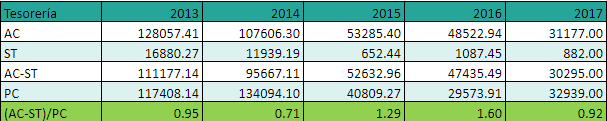 Tesorería 2013 2014 2015 2016 2017
AC 128057.41 107606.30 53285.40 48522.94 31177.00
ST 16880.27 11939.19 652.44 1087.45 882.00
AC-ST 111177.14 95667.11 52632.96 47435.49 30295.00
PC 117408.14 134094.10 40809.27 29573.91 32939.00
(AC-ST)/PC 0.95 0.71 1.29 1.60 0.92